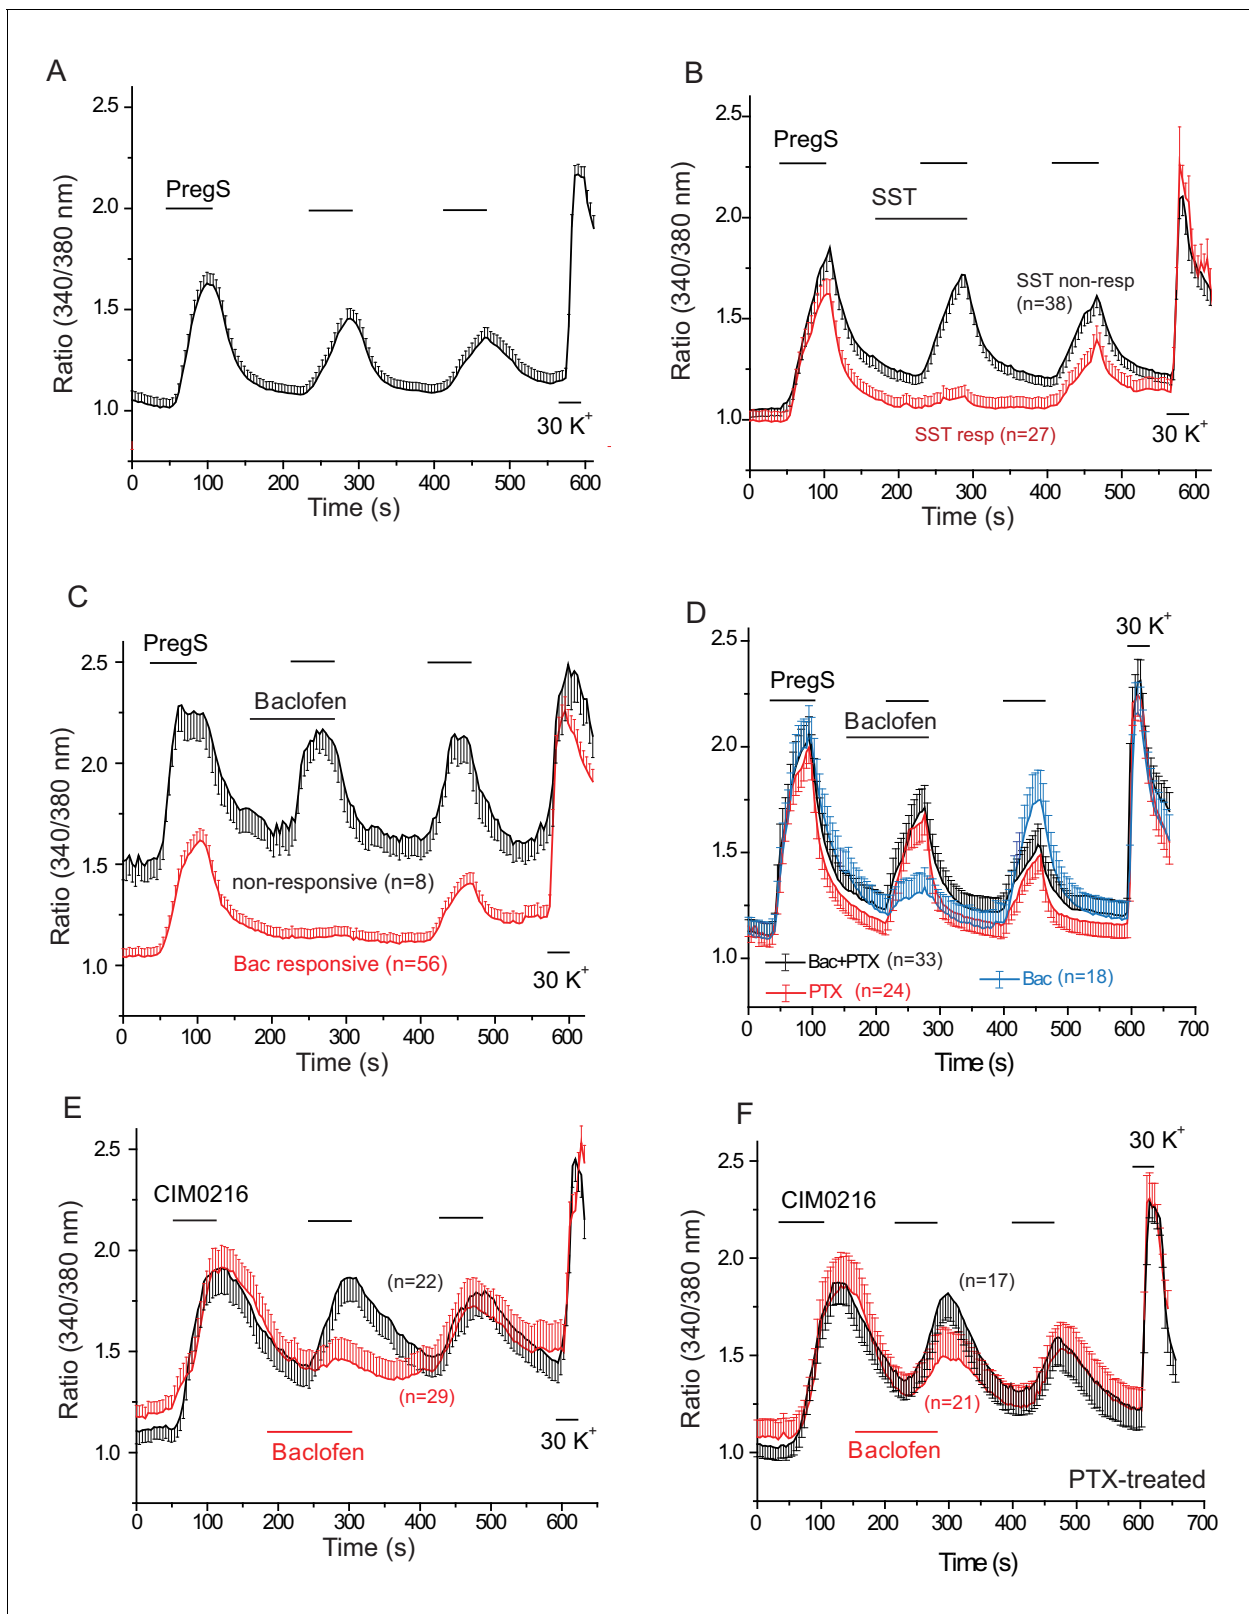 A
Ratio (340/380 nm)
2.5
2.0
1.5
1.0
PregS
30 K+
0 100 200 300 400 500 600
Time (s)
B
Ratio (340/380 nm)
2.5
2.0
1.5
1.0
PregS
SST
SST non-resp
(n=38)
SST resp (n=27)
30 K+
0 100 200 300 400 500 600
Time (s)
C
Ratio (340/380 nm)
2.5
2.0
1.5
1.0
PregS
Baclofen
non-responsive (n=8)
Bac responsive (n=56)
30 K+
0 100 200 300 400 500 600
Time (s)
D
Ratio (340/380 nm)
2.5
2.0
1.5
1.0
30 K+
PregS
Baclofen
Bac+PTX (n=33)
PTX (n=24)
Bac (n=18)
0 100 200 300 400 500 600 700
Time (s)
E
Ratio (340/380 nm)
2.5
2.0
1.5
1.0
CIM0216
(n=22)
(n=29)
Baclofen
30 K+
0 100 200 300 400 500 600
Time (s)
F
Ratio (340/380 nm)
2.5
2.0
1.5
1.0
30 K+
CIM0216
(n=17)
(n=21)
Baclofen
PTX-treated
0 100 200 300 400 500 600 700
Time (s)